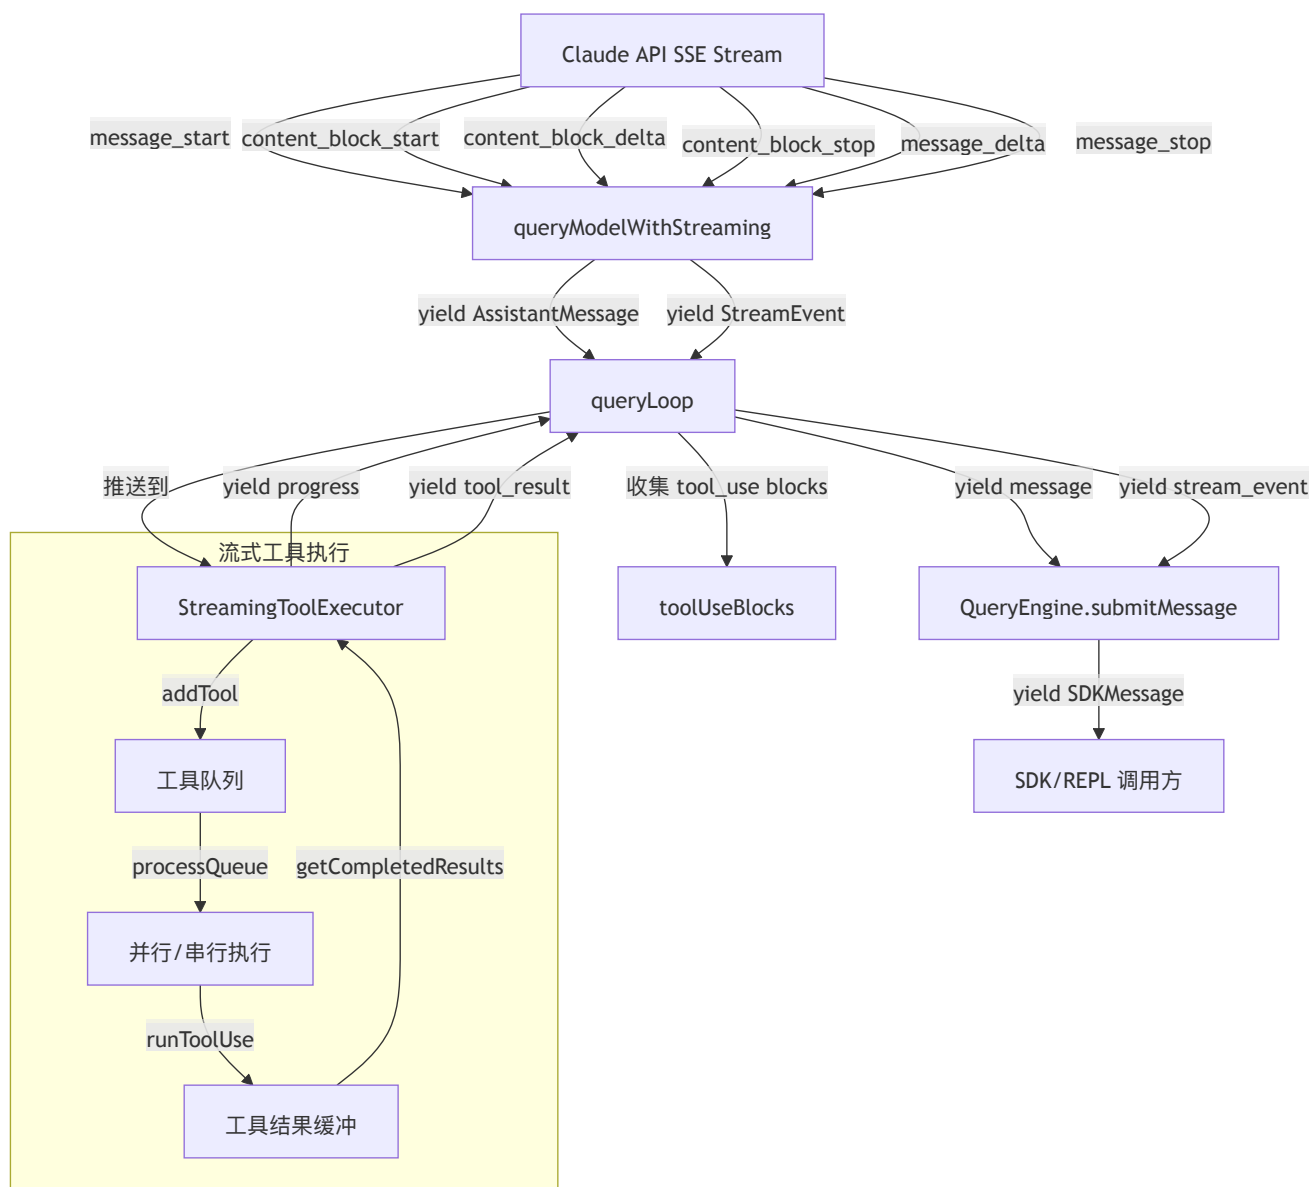 Claude API SSE Stream
message_start
content_block_start
content_block_delta
content_block_stop
message_delta
message_stop
queryModelWithStreaming
yield AssistantMessage
yield StreamEvent
queryLoop
推送到
yield progress
yield tool_result
收集 tool_use blocks
yield message
yield stream_event
流式工具执行
StreamingToolExecutor
toolUseBlocks
QueryEngine.submitMessage
addTool
yield SDKMessage
工具队列
SDK/REPL 调用方
processQueue
getCompletedResults
并行/串行执行
runToolUse
工具结果缓冲